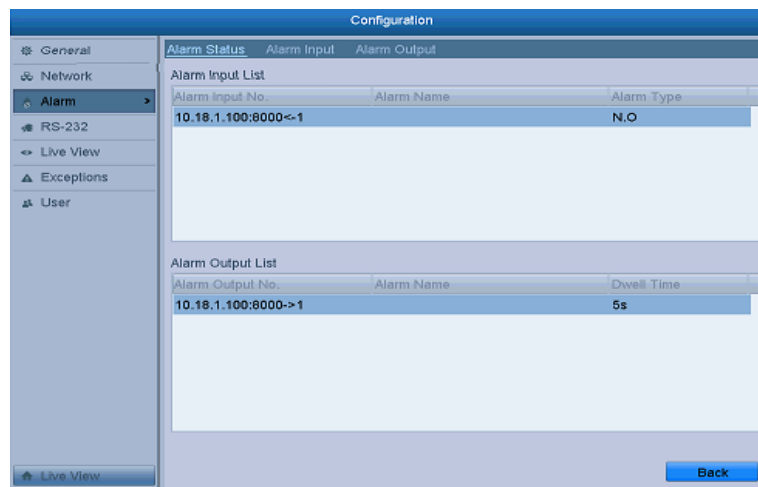 Configuration
General
Network
Alarm >
RS-232
Live View
Exceptions
User
Live View
Alarm Status Alarm Input Alarm Output
Alarm Input List
Alarm Input No. Alarm Name Alarm Type
10.18.1.100:8000<-1 N.O
Alarm Output List
Alarm Output No. Alarm Name Dwell Time
10.18.1.100:8000->1 5s
Back